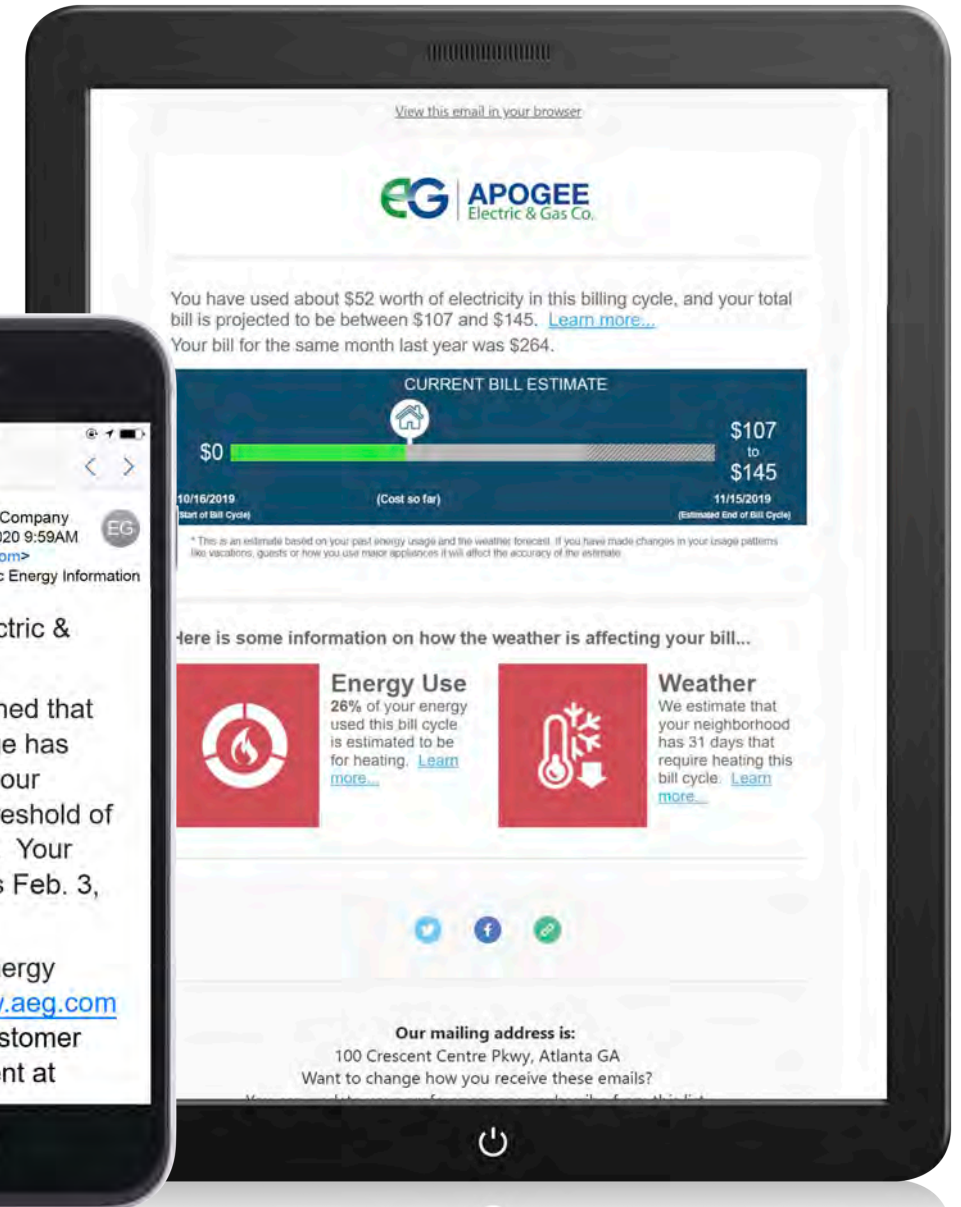 View this email in your browser
eG APOGEE
Electric & Gas Co.
You have used about $52 worth of electricity in this billing cycle, and your total
bill is projected to be between $107 and $145. Learn more...
Your bill for the same month last year was $264.
CURRENT BILL ESTIMATE
$0
$107
to
$145
10/16/2019
(Start of Bill Cycle)
(Cost so far)
11/15/2019
(Estimated End of Bill Cycle)
* This is an estimate based on your past energy usage and the weather forecast. If you have made changes in your usage patterns
like vacations, guests or how you use major appliances it will affect the accuracy of the estimate.
Here is some information on how the weather is affecting your bill...
Energy Use
26% of your energy
used this bill cycle
is estimated to be
for heating. Learn
more...
Weather
We estimate that
your neighborhood
has 31 days that
require heating this
bill cycle. Learn
more...
Our mailing address is:
100 Crescent Centre Pkwy, Atlanta GA
Want to change how you receive these emails?
Company
EG
020 9:59AM
om>
c Energy Information
ctric &
ned that
ge has
our
eshold of
Your
s Feb. 3,
ergy
w.aeg.com
stomer
nt at